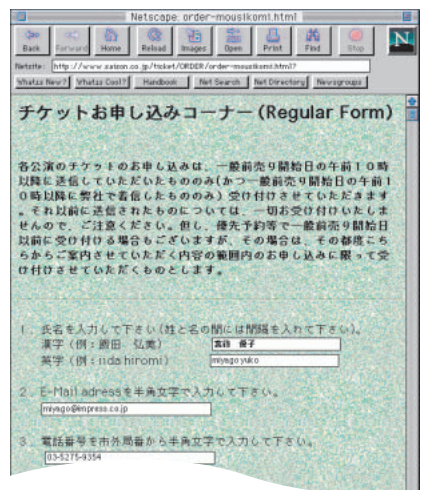 Netscape: order-mousikomi.html
Back Forward Home Reload Images Open Print Find Stop
N
Netsite: http://www.saison.co.jp/ticket/ORDER/order-mousikomi.html?
What's New? What's Cool? Handbook Net Search Net Directory Newsgroups
チケットお申し込みコーナー(Regular Form)
各公演のチケットのお申し込みは、一般前売り開始日の午前10時
以降に送信していただいたもののみ(かつ一般前売り開始日の午前1
0時以降に弊社で着信したもののみ)受け付けさせていただきます
。それ以前に送信されたものについては、一切お受け付けいたしま
せんので、ご注意ください。但し、優先予約等で一般前売り開始日
以前に受け付ける場合もございますが、その場合は、その都度こち
らからご案内させていただく内容の範囲内のお申し込みに限って受
け付けさせていただくものとします。
1. 氏名を入力して下さい(姓と名の間には間隔を入れて下さい)。
漢字(例:飯田 弘美) 宮後 優子
英字(例:iida hiromi) miyago yuko
2. E-Mail adressを半角文字で入力して下さい。
miyago@impress.co.jp
3. 電話番号を市外局番から半角文字で入力して下さい。
03-5275-9354